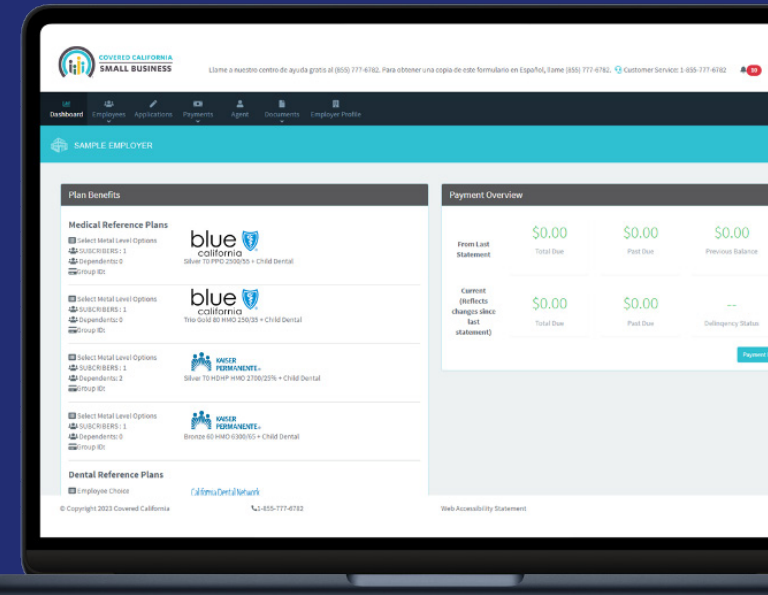 COVERED CALIFORNIA
SMALL BUSINESS
Llame a nuestro centro de ayuda gratis al (855) 777-6782. Para obtener una copia de este formulario en Español, llame (855) 777-6782. Customer Service: 1-855-777-6782 30
Dashboard Employees Applications Payments Agent Documents Employer Profile
SAMPLE EMPLOYER
Plan Benefits
Medical Reference Plans
Select Metal Level Options
SUBSCRIBERS : 1
Dependents: 0
Group ID:
blue
california
Silver 70 PPO 2500/55 + Child Dental
Select Metal Level Options
SUBSCRIBERS : 1
Dependents: 0
Group ID:
blue
california
Trio Gold 80 HMO 250/35 + Child Dental
Select Metal Level Options
SUBSCRIBERS : 1
Dependents: 2
Group ID:
KAISER
PERMANENTE®
Silver 70 HDHP HMO 2700/25% + Child Dental
Select Metal Level Options
SUBSCRIBERS : 1
Dependents: 0
Group ID:
KAISER
PERMANENTE®
Bronze 60 HMO 6300/65 + Child Dental
Dental Reference Plans
Employee Choice
California Dental Network
Payment Overview
From Last
Statement
$0.00
Total Due
$0.00
Past Due
$0.00
Previous Balance
Current
(Reflects
changes since
last
statement)
$0.00
Total Due
$0.00
Past Due
--
Delinqency Status
Payment
© Copyright 2023 Covered California
1-855-777-6782
Web Accessibility Statement